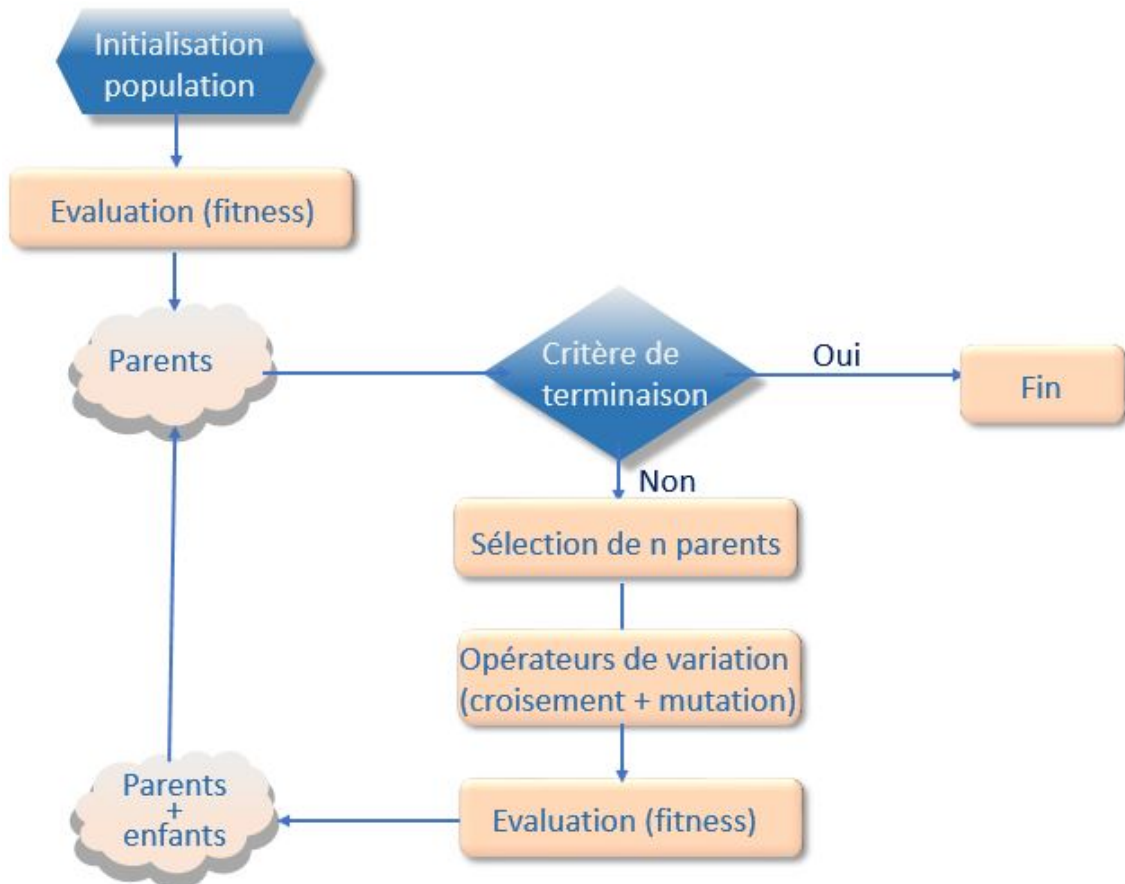 Initialisation
population
Evaluation (fitness)
Parents
Critère de
terminaison
Oui
Fin
Non
Sélection de n parents
Opérateurs de variation
(croisement + mutation)
Evaluation (fitness)
Parents
+
enfants